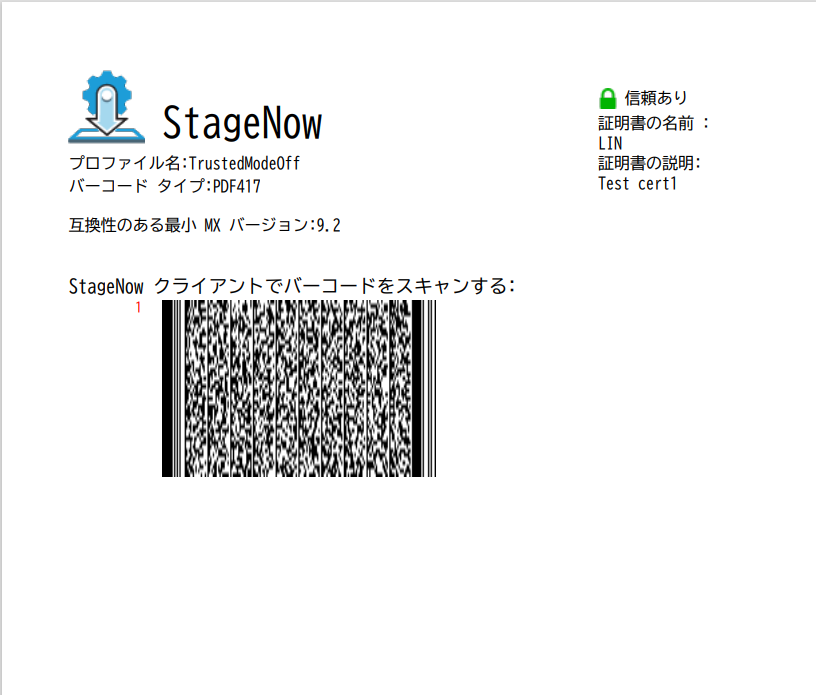 StageNow
プロファイル名:TrustedModeOff
バーコード タイプ:PDF417
互換性のある最小 MX バージョン:9.2
信頼あり
証明書の名前 :
LIN
証明書の説明:
Test cert1
StageNow クライアントでバーコードをスキャンする:
1